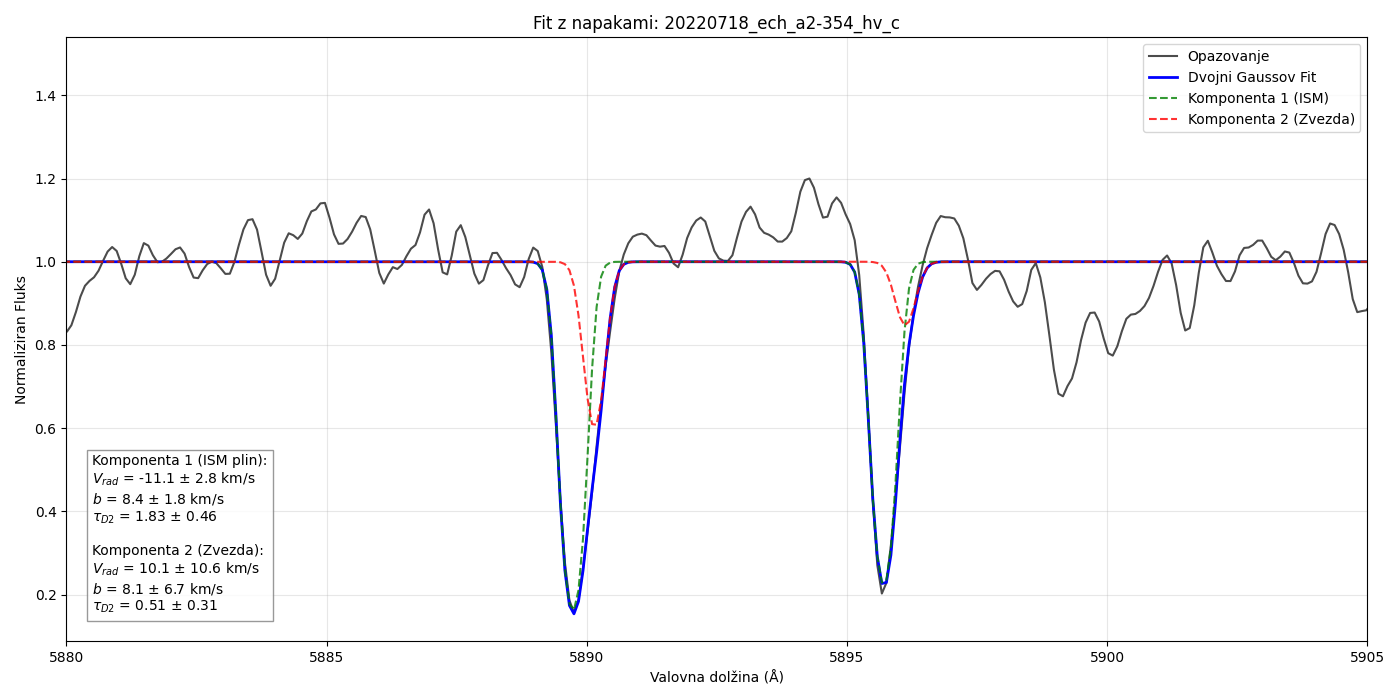 Fit z napakami: 20220718_ech_a2-354_hv_c
Normaliziran Fluks
1.4
1.2
1.0
0.8
0.6
0.4
0.2
Opazovanje
Dvojni Gaussov Fit
Komponenta 1 (ISM)
Komponenta 2 (Zvezda)
Komponenta 1 (ISM plin):
V_rad = -11.1 ± 2.8 km/s
b = 8.4 ± 1.8 km/s
τ_D2 = 1.83 ± 0.46
Komponenta 2 (Zvezda):
V_rad = 10.1 ± 10.6 km/s
b = 8.1 ± 6.7 km/s
τ_D2 = 0.51 ± 0.31
5880 5885 5890 5895 5900 5905
Valovna dolžina (Å)